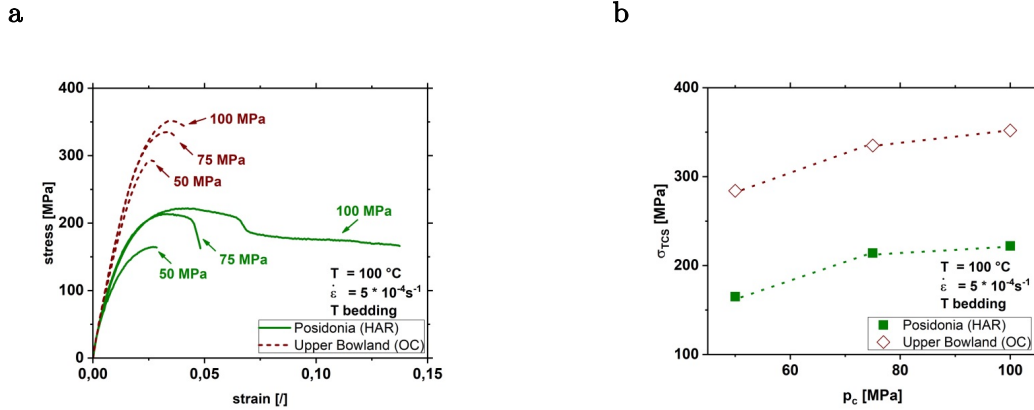 a
b
400
300
200
100
0
0,00
0,05
0,10
0,15
stress [MPa]
strain [/]
100 MPa
75 MPa
50 MPa
100 MPa
75 MPa
50 MPa
T = 100 °C
ε̇ = 5 * 10⁻⁴s⁻¹
T bedding
Posidonia (HAR)
Upper Bowland (OC)
400
300
200
100
60
80
100
σTCS [MPa]
pc [MPa]
T = 100 °C
ε̇ = 5 * 10⁻⁴s⁻¹
T bedding
Posidonia (HAR)
Upper Bowland (OC)